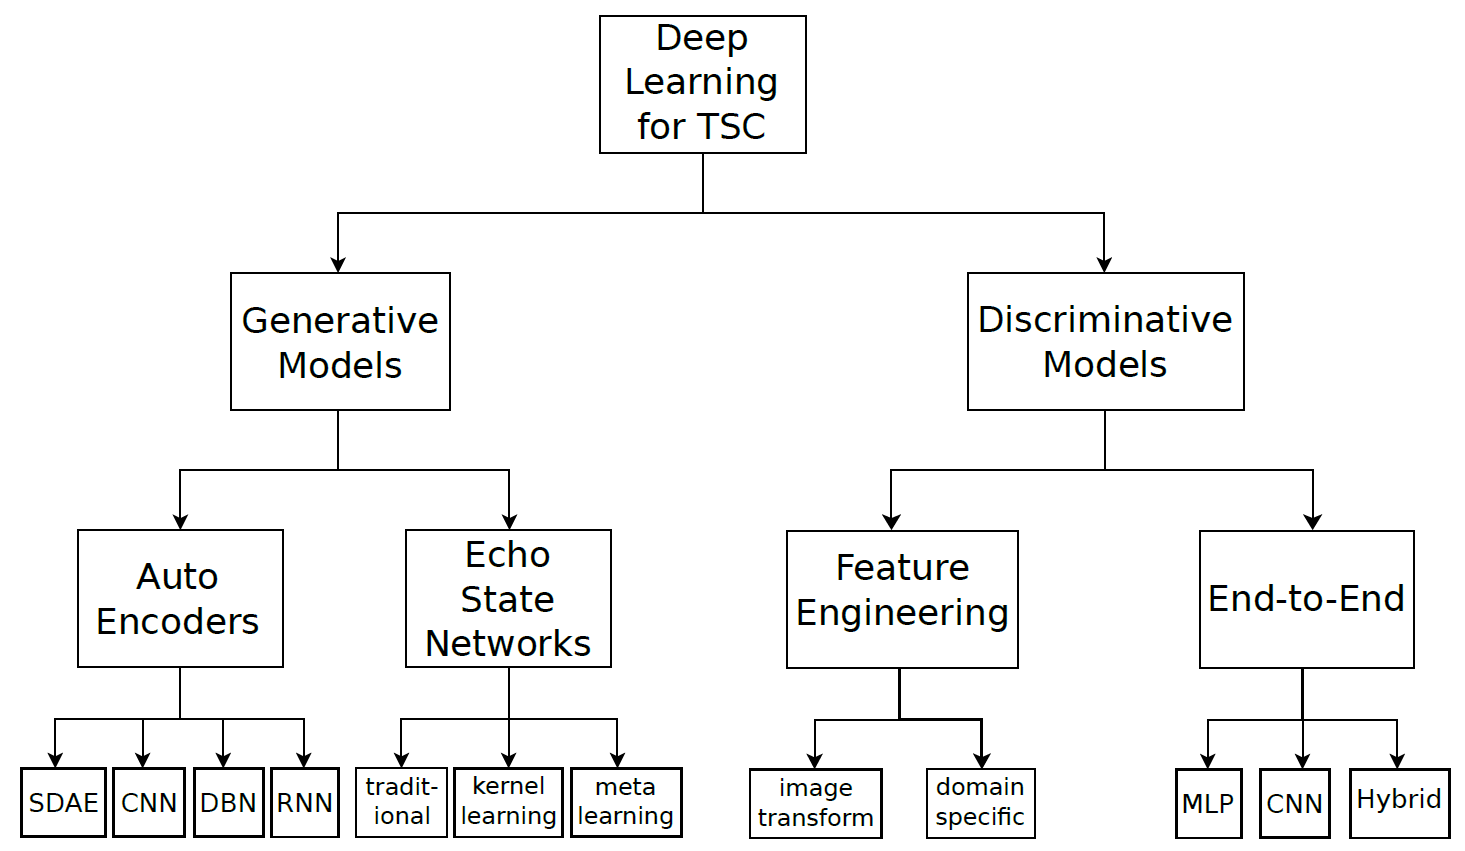 Deep
Learning
for TSC
Generative
Models
Discriminative
Models
Auto
Encoders
Echo
State
Networks
Feature
Engineering
End-to-End
SDAE
CNN
DBN
RNN
tradit-
ional
kernel
learning
meta
learning
image
transform
domain
specific
MLP
CNN
Hybrid